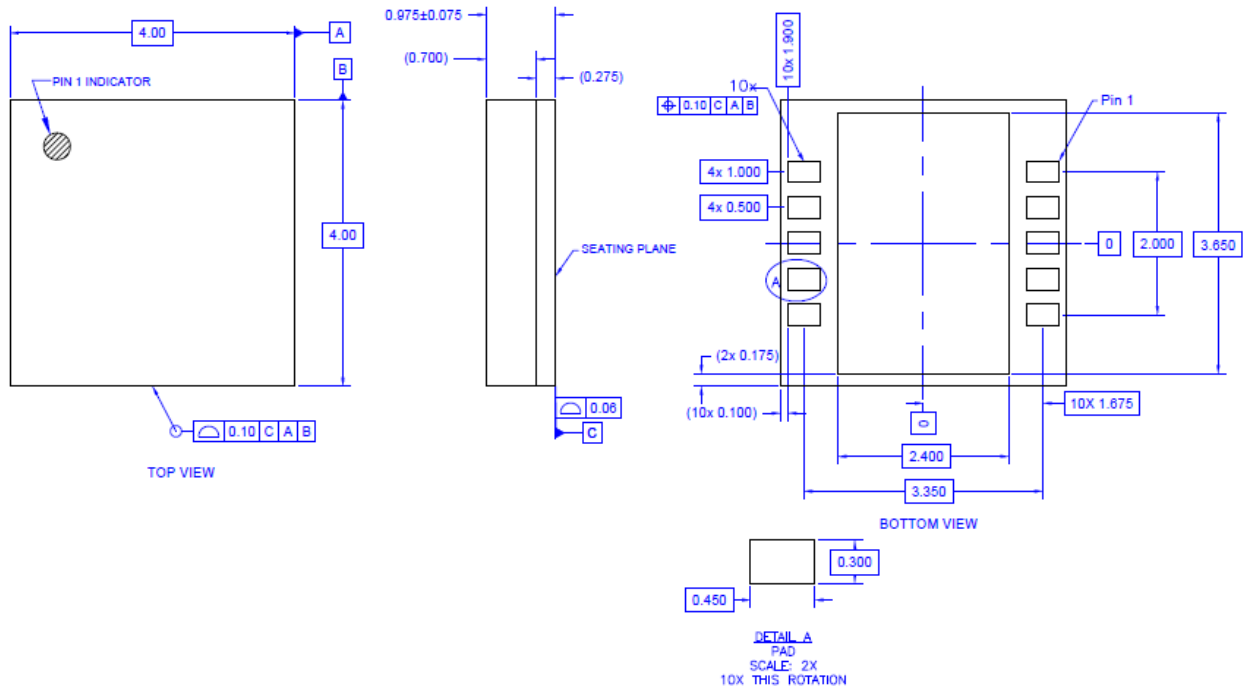 4.00
A
B
PIN 1 INDICATOR
4.00
0.10 C A B
TOP VIEW
0.975±0.075
(0.700)
(0.275)
SEATING PLANE
0.06
C
10x 1.900
10x
0.10 C A B
Pin 1
4x 1.000
4x 0.500
A
0
2.000
3.650
(2x 0.175)
(10x 0.100)
0
10X 1.675
2.400
3.350
BOTTOM VIEW
0.300
0.450
DETAIL A
PAD
SCALE: 2X
10X THIS ROTATION